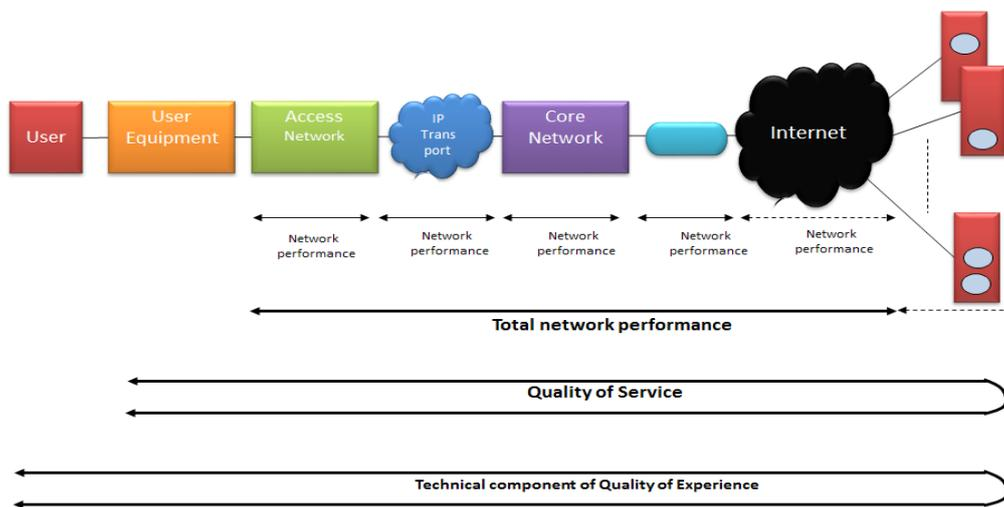 User
User
Equipment
Access
Network
IP
Trans
port
Core
Network
Internet
Network
performance
Network
performance
Network
performance
Network
performance
Network
performance
Total network performance
Quality of Service
Technical component of Quality of Experience